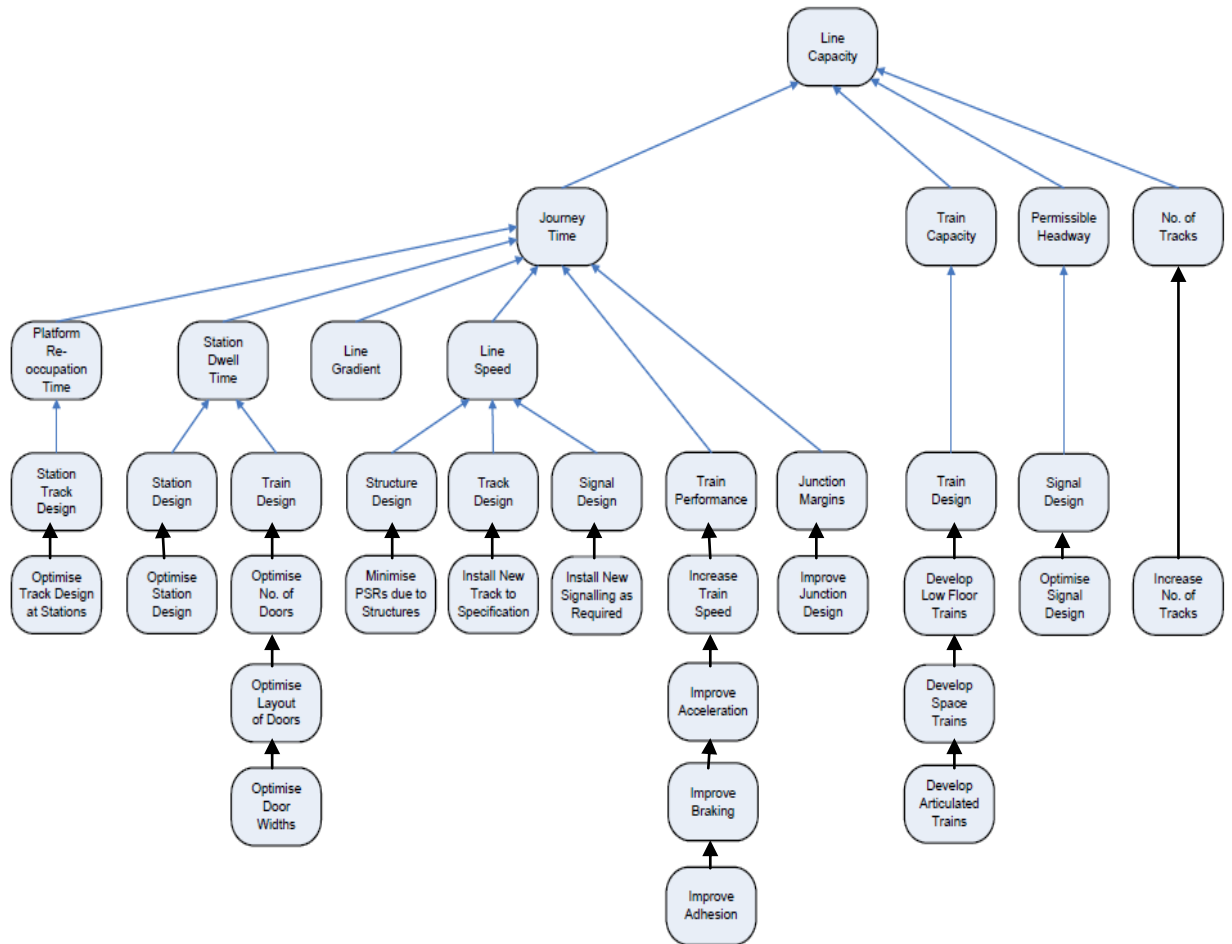 Line
Capacity
Journey
Time
Train
Capacity
Permissible
Headway
No. of
Tracks
Platform
Re-
occupation
Time
Station
Dwell
Time
Line
Gradient
Line
Speed
Station
Track
Design
Station
Design
Train
Design
Structure
Design
Track
Design
Signal
Design
Train
Performance
Junction
Margins
Train
Design
Signal
Design
Optimise
Track Design
at Stations
Optimise
Station
Design
Optimise
No. of
Doors
Minimise
PSRs due to
Structures
Install New
Track to
Specification
Install New
Signalling as
Required
Increase
Train
Speed
Improve
Junction
Design
Develop
Low Floor
Trains
Optimise
Signal
Design
Increase
No. of
Tracks
Optimise
Layout
of Doors
Improve
Acceleration
Develop
Space
Trains
Optimise
Door
Widths
Improve
Braking
Develop
Articulated
Trains
Improve
Adhesion